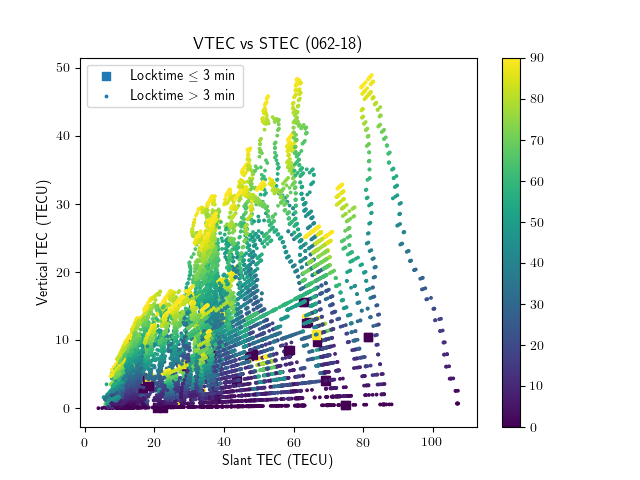 VTEC vs STEC (062-18)
Locktime ≤ 3 min
Locktime > 3 min
Vertical TEC (TECU)
50
40
30
20
10
0
0 20 40 60 80 100
Slant TEC (TECU)
90
80
70
60
50
40
30
20
10
0